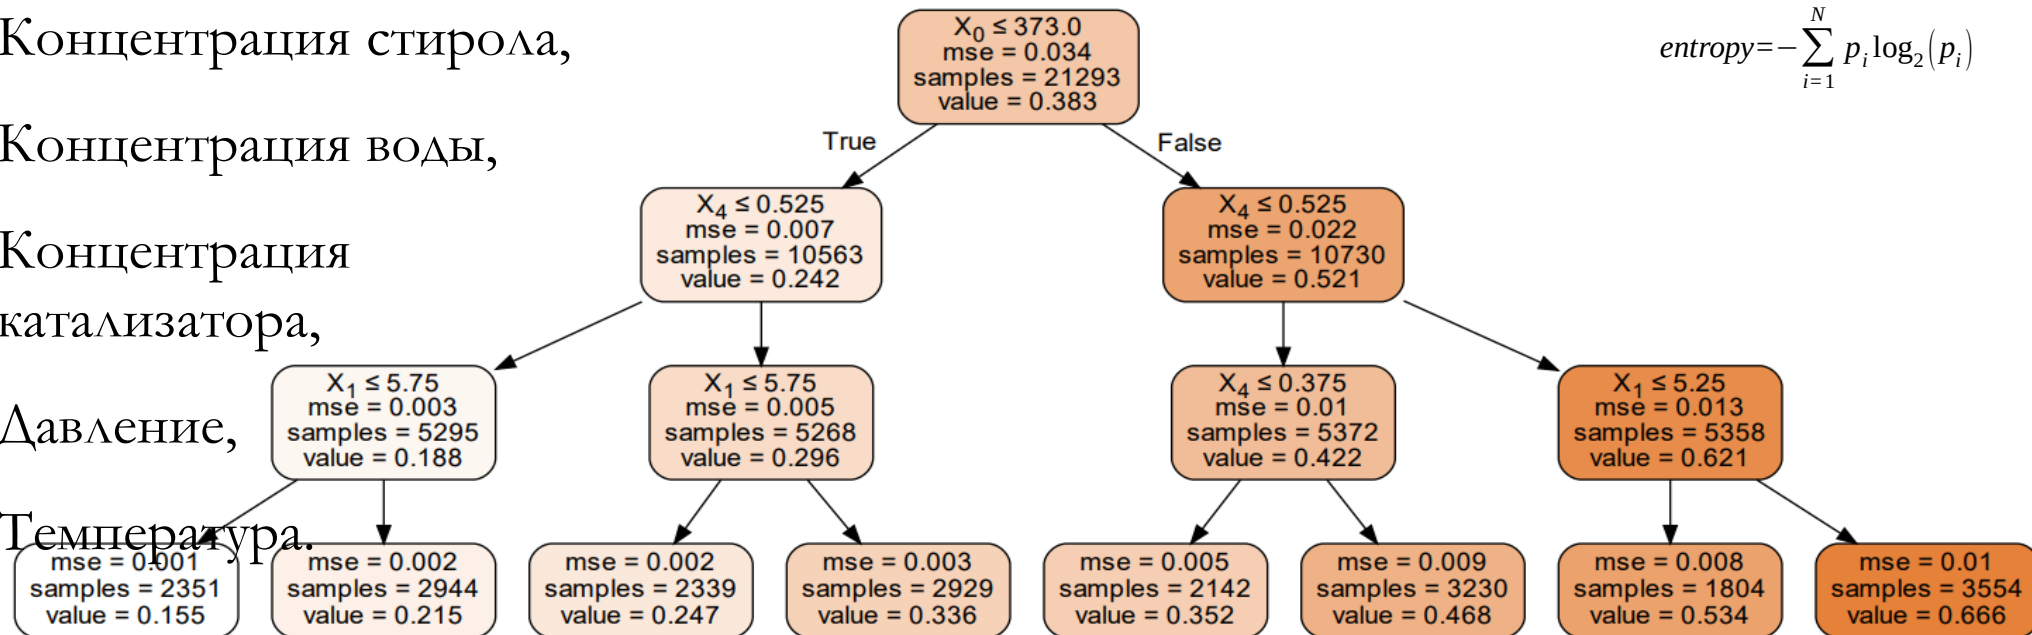 Концентрация стирола,
Концентрация воды,
Концентрация
катализатора,
Давление,
Температура.
entropy=−∑ᵢ₌₁ᴺ pᵢ log₂(pᵢ)
X₀ ≤ 373.0
mse = 0.034
samples = 21293
value = 0.383
True
False
X₄ ≤ 0.525
mse = 0.007
samples = 10563
value = 0.242
X₄ ≤ 0.525
mse = 0.022
samples = 10730
value = 0.521
X₁ ≤ 5.75
mse = 0.003
samples = 5295
value = 0.188
X₁ ≤ 5.75
mse = 0.005
samples = 5268
value = 0.296
X₄ ≤ 0.375
mse = 0.01
samples = 5372
value = 0.422
X₁ ≤ 5.25
mse = 0.013
samples = 5358
value = 0.621
mse = 0.001
samples = 2351
value = 0.155
mse = 0.002
samples = 2944
value = 0.215
mse = 0.002
samples = 2339
value = 0.247
mse = 0.003
samples = 2929
value = 0.336
mse = 0.005
samples = 2142
value = 0.352
mse = 0.009
samples = 3230
value = 0.468
mse = 0.008
samples = 1804
value = 0.534
mse = 0.01
samples = 3554
value = 0.666